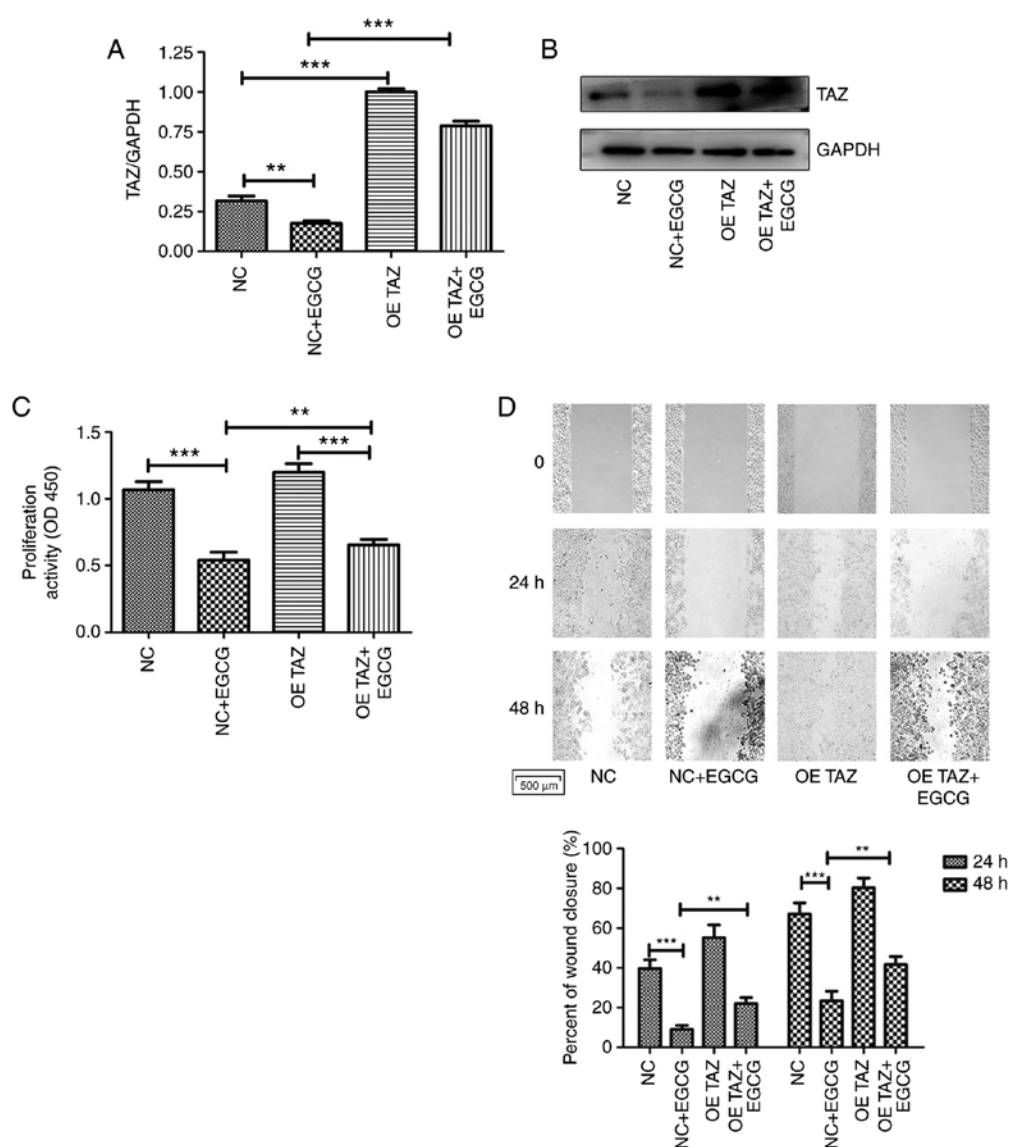 A
TAZ/GAPDH
1.25
1.00
0.75
0.50
0.25
0.00
***
***
**
NC
NC+EGCG
OE TAZ
OE TAZ+
EGCG
B
TAZ
GAPDH
NC
NC+EGCG
OE TAZ
OE TAZ+
EGCG
C
Proliferation
activity (OD 450)
1.5
1.0
0.5
0.0
**
***
***
NC
NC+EGCG
OE TAZ
OE TAZ+
EGCG
D
0
24 h
48 h
500 µm
NC
NC+EGCG
OE TAZ
OE TAZ+
EGCG
Percent of wound closure (%)
100
80
60
40
20
0
***
**
***
**
24 h
48 h
NC
NC+EGCG
OE TAZ
OE TAZ+
EGCG
NC
NC+EGCG
OE TAZ
OE TAZ+
EGCG